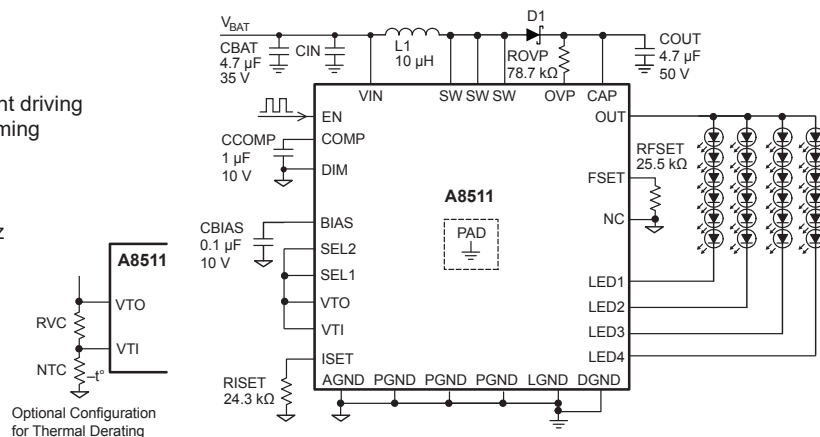 nt driving
ming
z
A8511
VTO
VTI
RVC
NTC
–t°
Optional Configuration
for Thermal Derating
VBAT
CBAT
4.7 µF
35 V
CIN
L1
10 µH
D1
ROVP
78.7 kΩ
COUT
4.7 µF
50 V
VIN
SW SW SW
OVP
CAP
EN
OUT
CCOMP
1 µF
10 V
COMP
DIM
RFSET
25.5 kΩ
FSET
A8511
NC
PAD
CBIAS
0.1 µF
10 V
BIAS
SEL2
SEL1
VTO
VTI
LED1
LED2
LED3
LED4
ISET
RISET
24.3 kΩ
AGND PGND PGND PGND LGND DGND